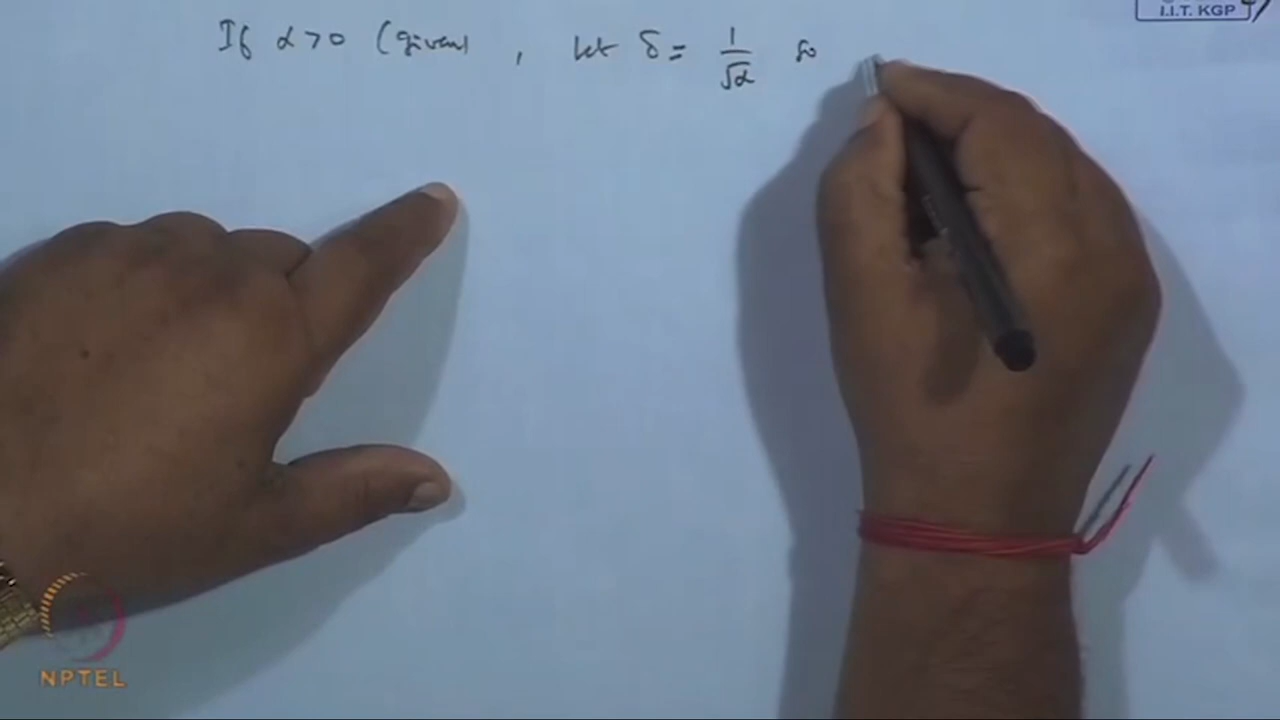 I.I.T. KGP
If α > 0 (given) , let δ = 1/√α so
NPTEL